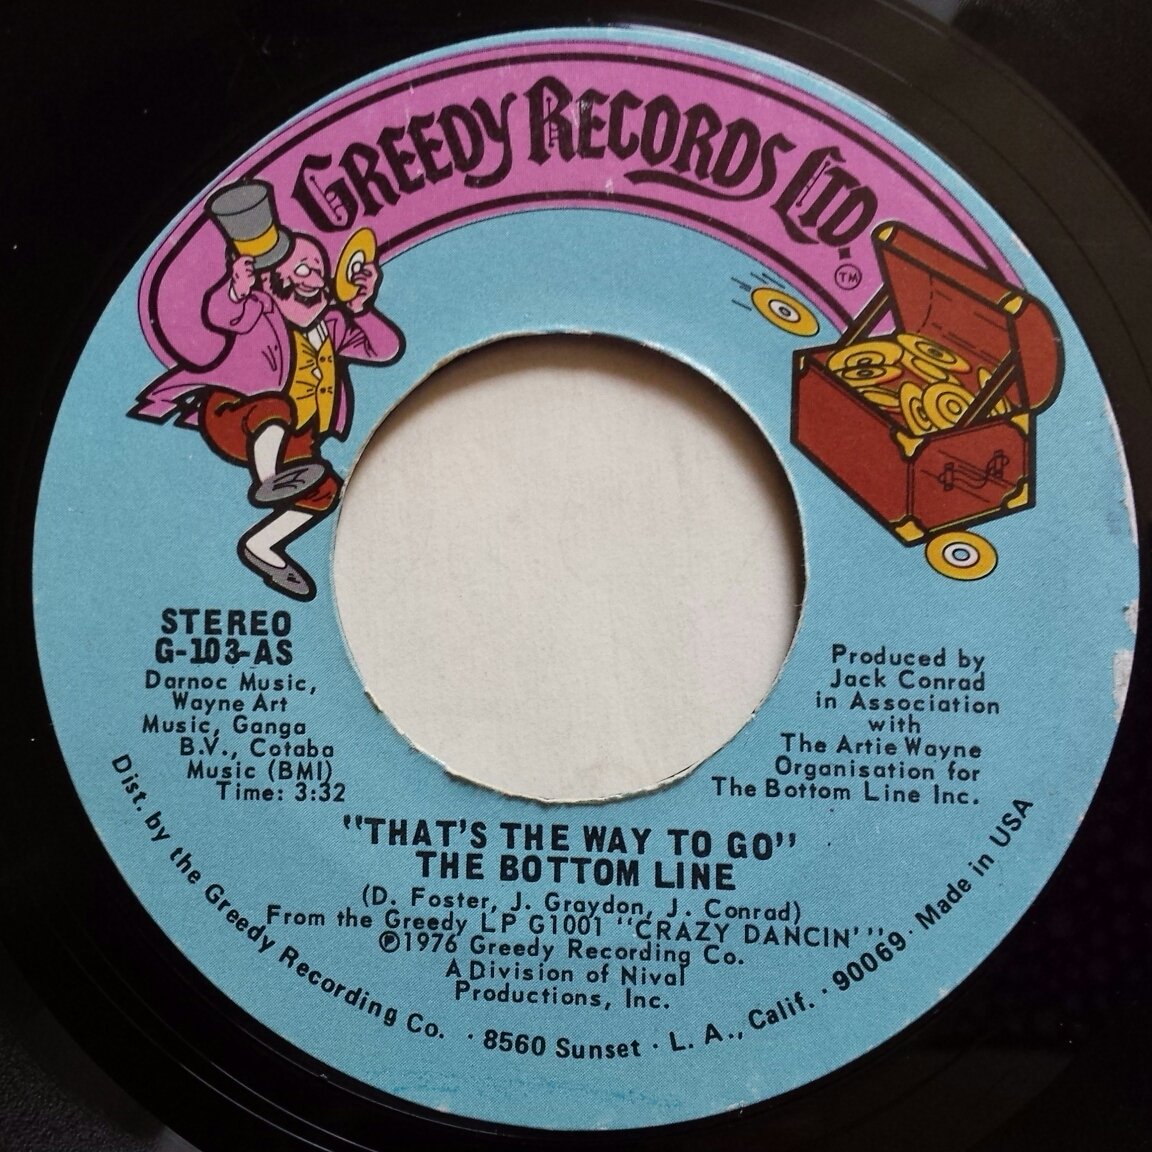 GREEDY RECORDS LTD.
TM
STEREO
G-103-AS
Darnoc Music,
Wayne Art
Music, Ganga
B.V., Cotaba
Music (BMI)
Time: 3:32
Produced by
Jack Conrad
in Association
with
The Artie Wayne
Organisation for
The Bottom Line Inc.
"THAT'S THE WAY TO GO"
THE BOTTOM LINE
(D. Foster, J. Graydon, J. Conrad)
From the Greedy LP G1001 "CRAZY DANCIN'"
℗1976 Greedy Recording Co.
A Division of Nival
Productions, Inc.
Dist. by the Greedy Recording Co. · 8560 Sunset · L. A., Calif. · 90069 · Made in USA